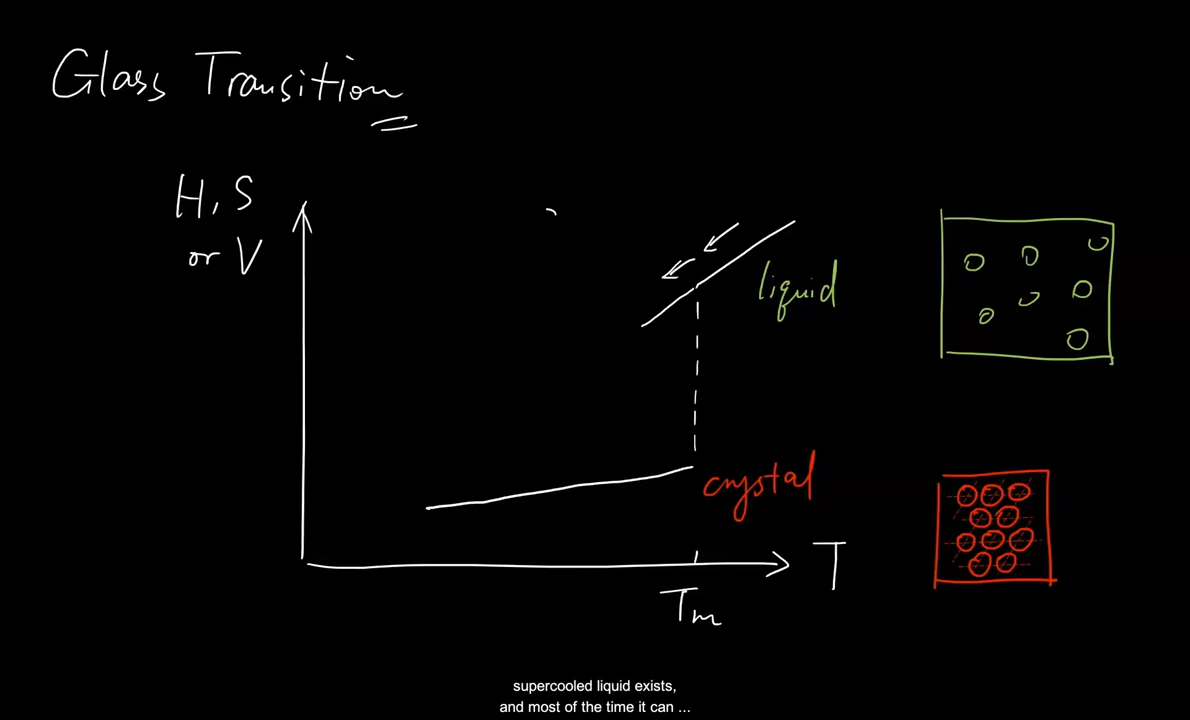 Glass Transition
H, S
or V
liquid
crystal
T
Tm
supercooled liquid exists,
and most of the time it can ...